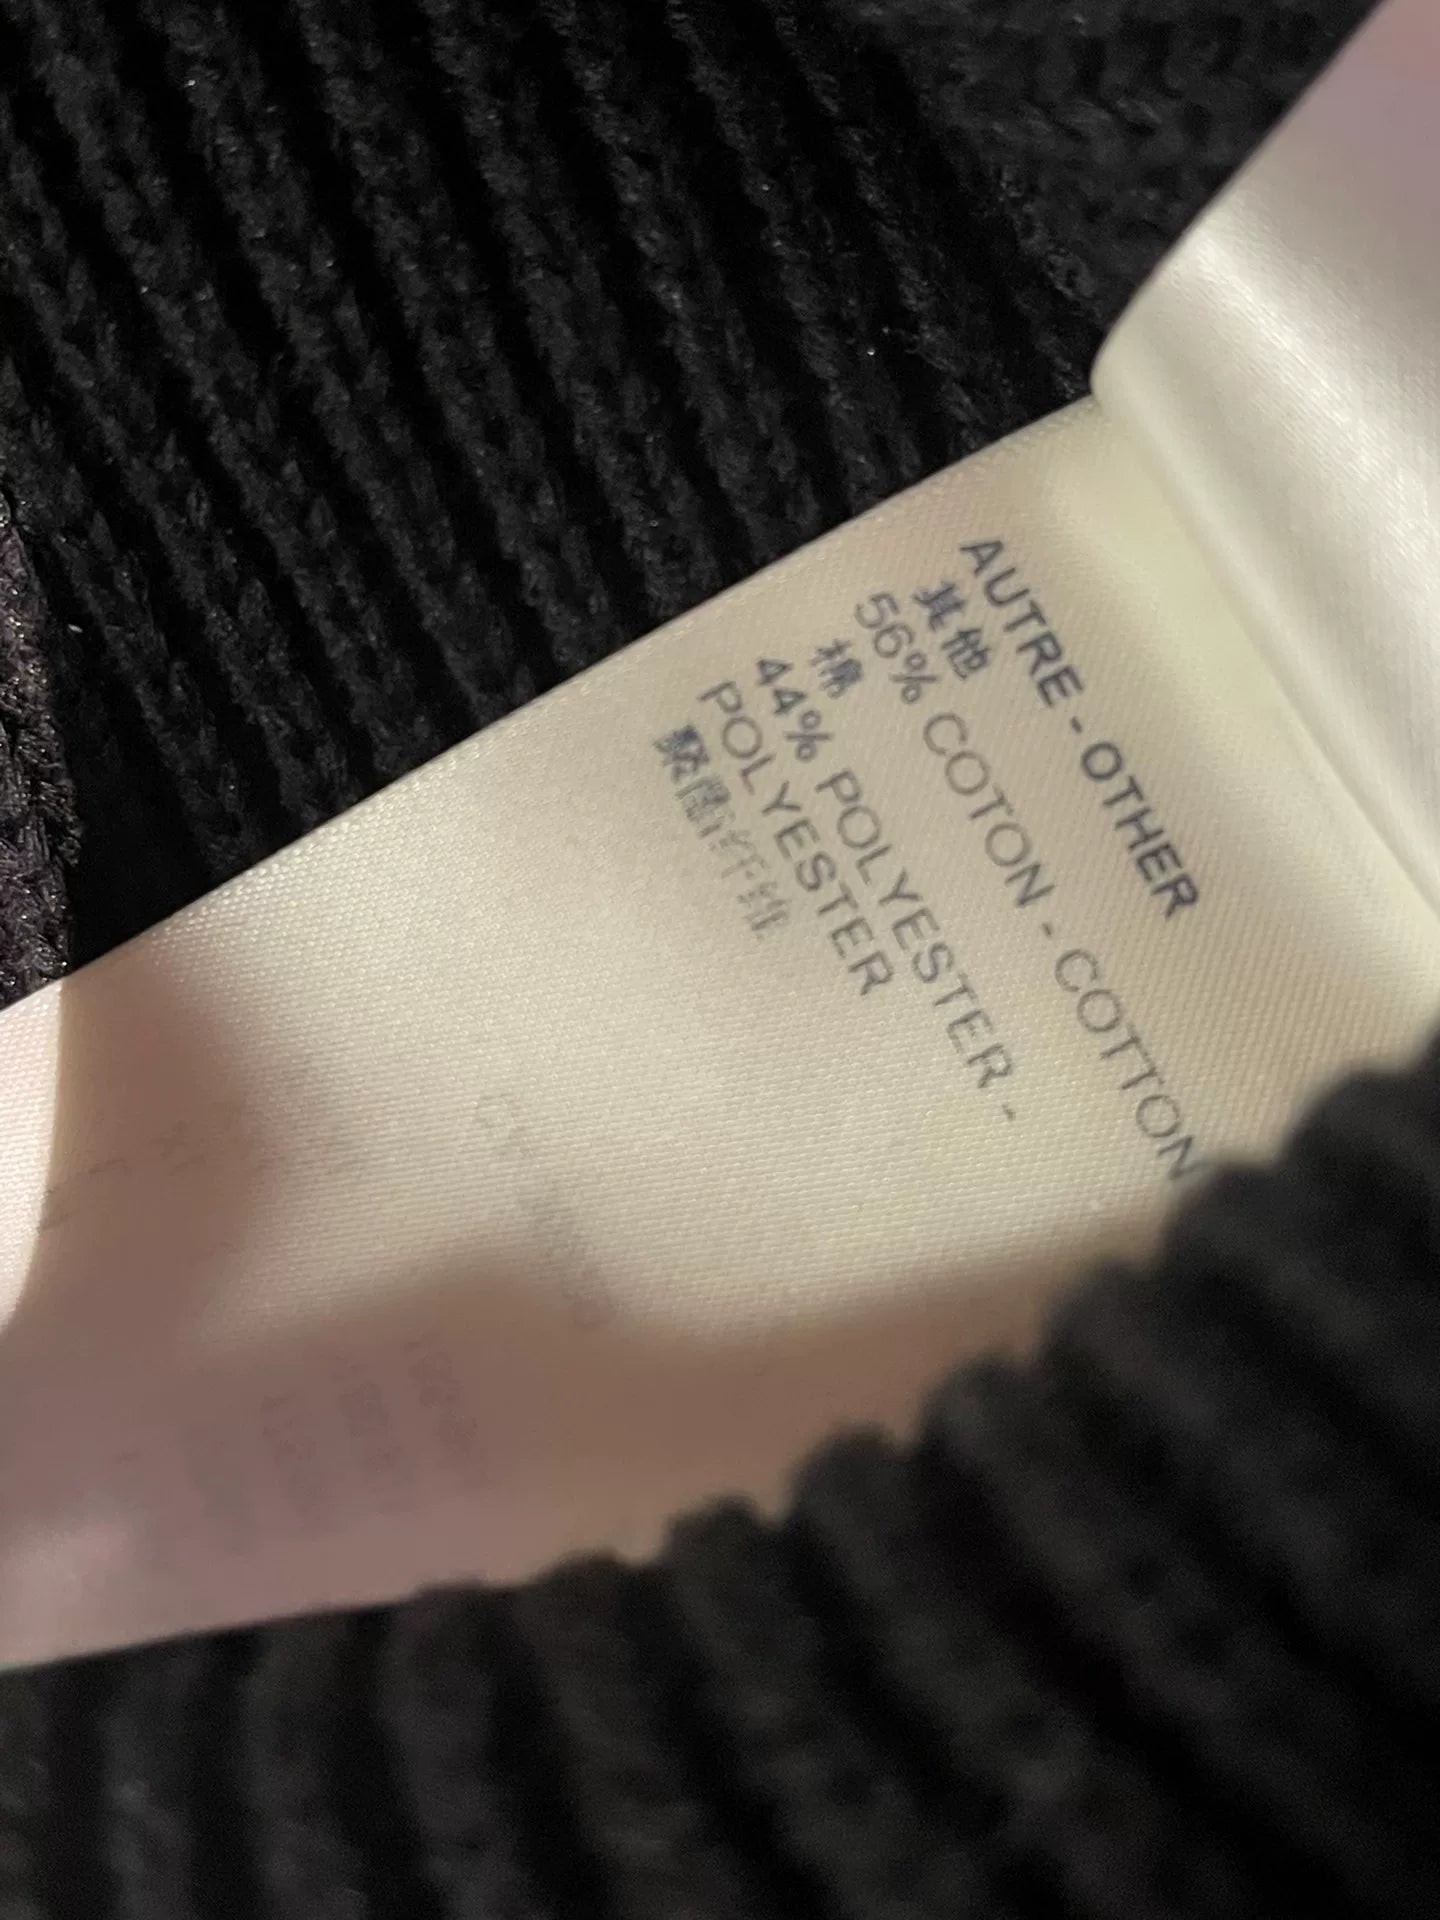 AUTRE - OTHER
其他
56% COTON - COTTON
棉
44% POLYESTER -
POLYESTER
聚酯纤维